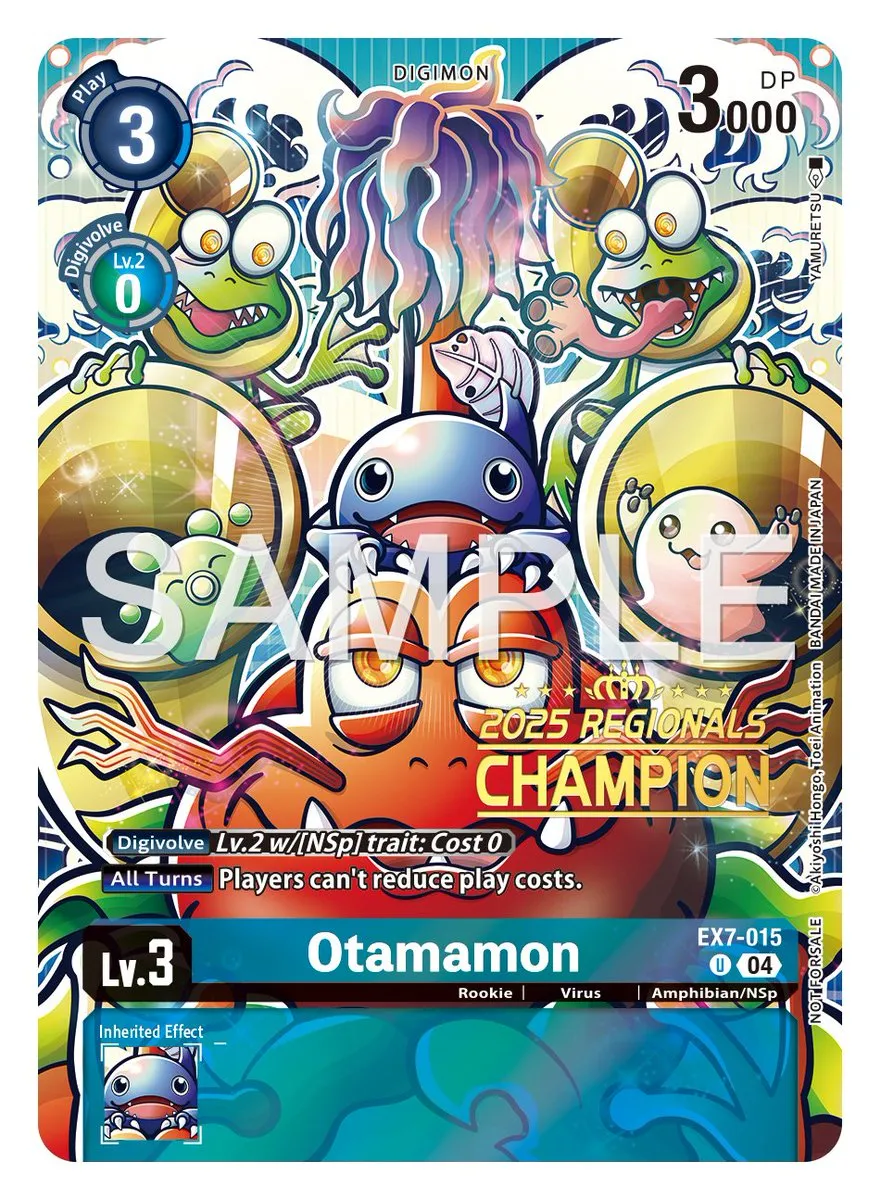 DIGIMON
Play
3
3000
DP
Digivolve
Lv.2
0
YAMURETSU
SAMPLE
2025 REGIONALS
CHAMPION
Digivolve Lv.2 w/[NSp] trait: Cost 0
All Turns Players can't reduce play costs.
©Akiyoshi Hongo, Toei Animation BANDAI MADE IN JAPAN
NOT FOR SALE
Lv.3
Otamamon
EX7-015
U 04
Rookie | Virus | Amphibian/NSp
Inherited Effect